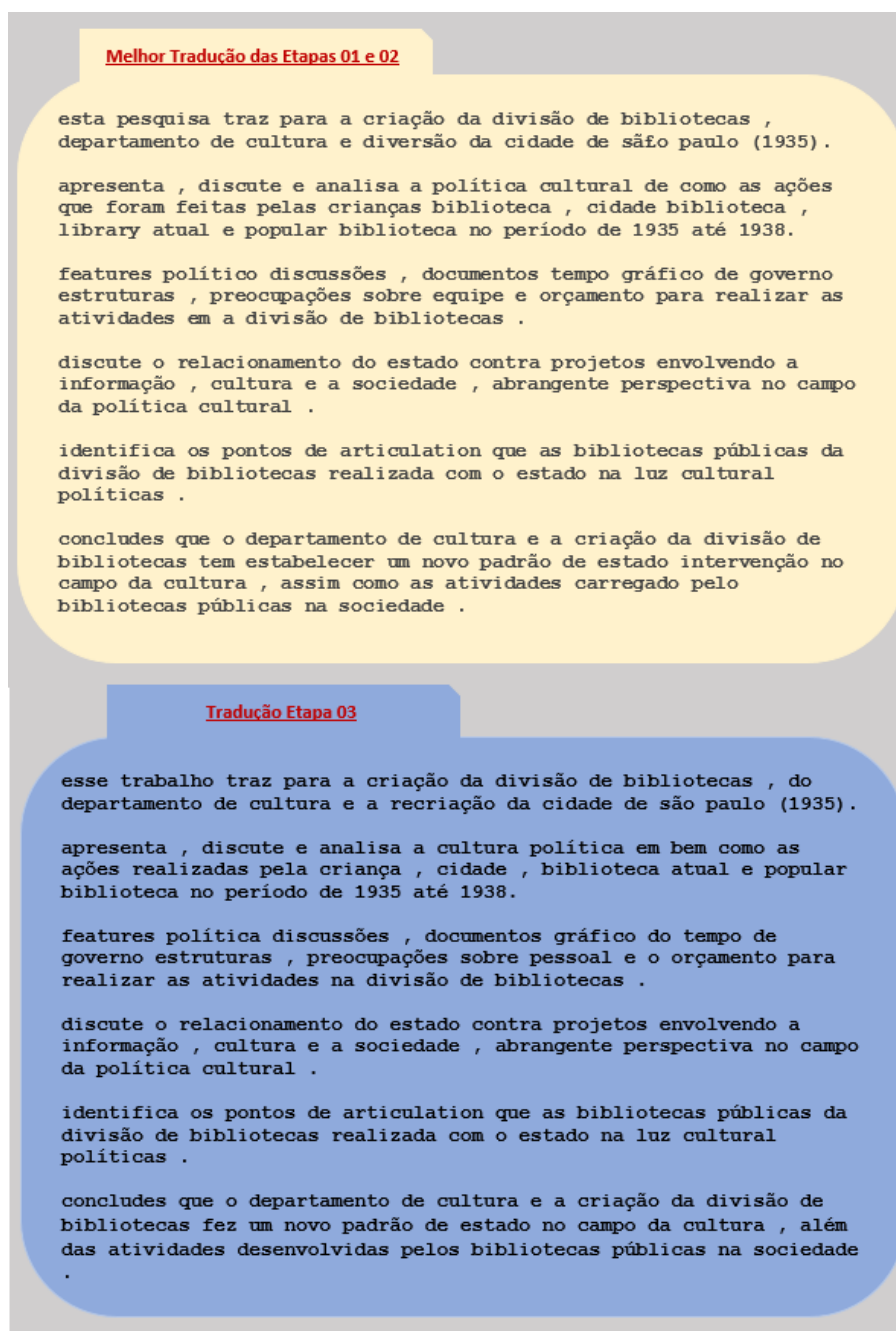 Melhor Tradução das Etapas 01 e 02
esta pesquisa traz para a criação da divisão de bibliotecas ,
departamento de cultura e diversão da cidade de sã£o paulo (1935).
apresenta , discute e analisa a política cultural de como as ações
que foram feitas pelas crianças biblioteca , cidade biblioteca ,
library atual e popular biblioteca no período de 1935 até 1938.
features político discussões , documentos tempo gráfico de governo
estruturas , preocupações sobre equipe e orçamento para realizar as
atividades em a divisão de bibliotecas .
discute o relacionamento do estado contra projetos envolvendo a
informação , cultura e a sociedade , abrangente perspectiva no campo
da política cultural .
identifica os pontos de articulation que as bibliotecas públicas da
divisão de bibliotecas realizada com o estado na luz cultural
políticas .
concludes que o departamento de cultura e a criação da divisão de
bibliotecas tem estabelecer um novo padrão de estado intervenção no
campo da cultura , assim como as atividades carregado pelo
bibliotecas públicas na sociedade .
Tradução Etapa 03
esse trabalho traz para a criação da divisão de bibliotecas , do
departamento de cultura e a recriação da cidade de são paulo (1935).
apresenta , discute e analisa a cultura política em bem como as
ações realizadas pela criança , cidade , biblioteca atual e popular
biblioteca no período de 1935 até 1938.
features política discussões , documentos gráfico do tempo de
governo estruturas , preocupações sobre pessoal e o orçamento para
realizar as atividades na divisão de bibliotecas .
discute o relacionamento do estado contra projetos envolvendo a
informação , cultura e a sociedade , abrangente perspectiva no campo
da política cultural .
identifica os pontos de articulation que as bibliotecas públicas da
divisão de bibliotecas realizada com o estado na luz cultural
políticas .
concludes que o departamento de cultura e a criação da divisão de
bibliotecas fez um novo padrão de estado no campo da cultura , além
das atividades desenvolvidas pelos bibliotecas públicas na sociedade
.